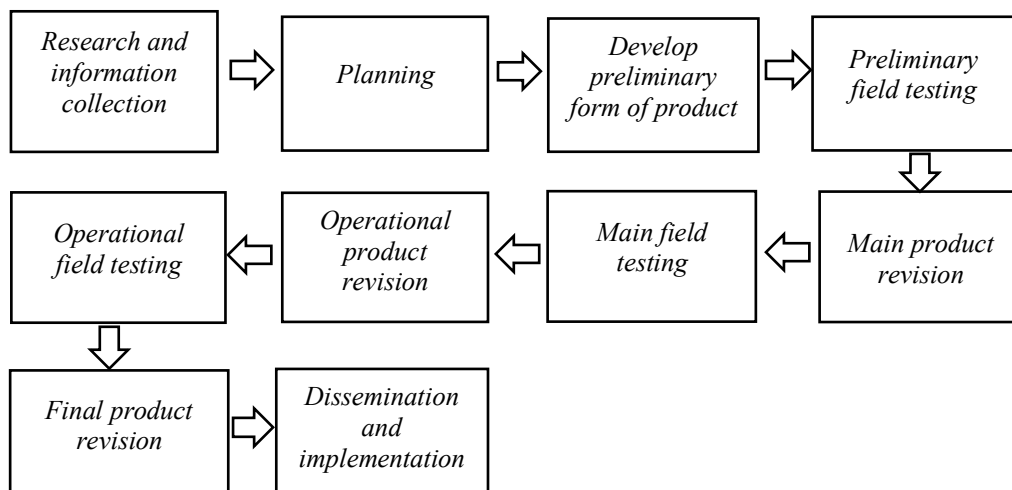 Research and
information
collection
Planning
Develop
preliminary
form of product
Preliminary
field testing
Main product
revision
Main field
testing
Operational
product
revision
Operational
field testing
Final product
revision
Dissemination
and
implementation